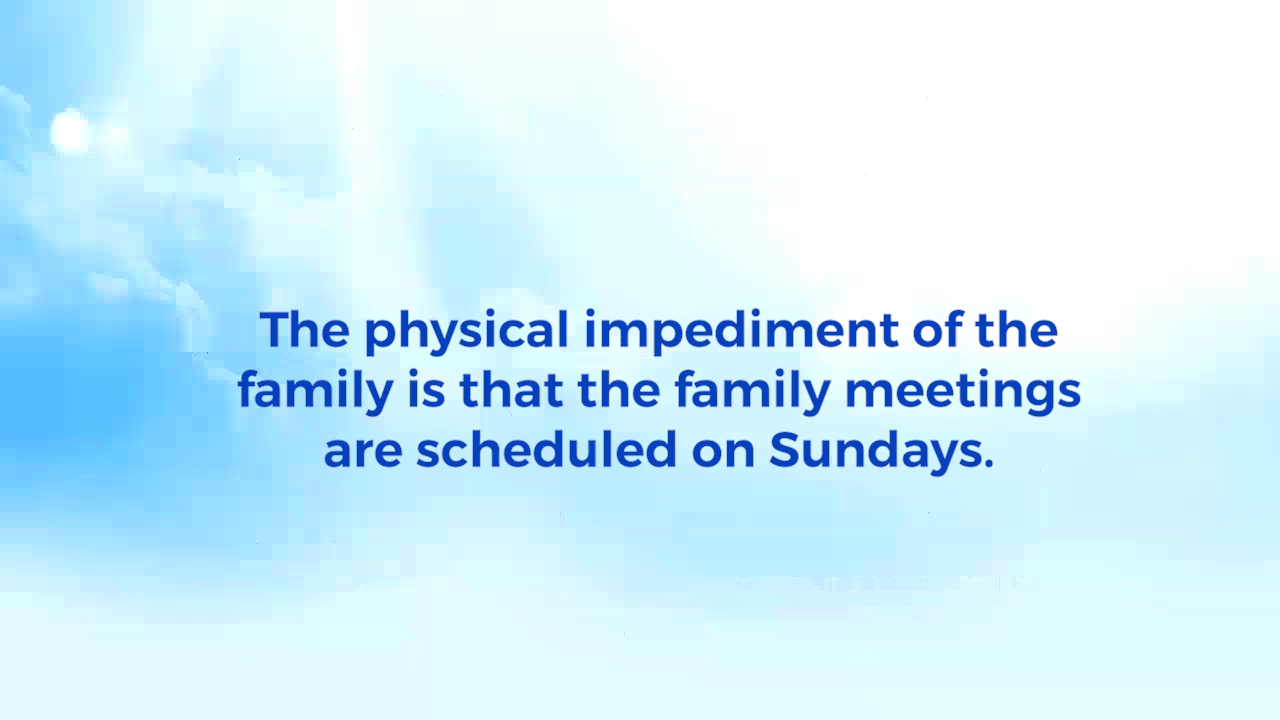 The physical impediment of the
family is that the family meetings
are scheduled on Sundays.